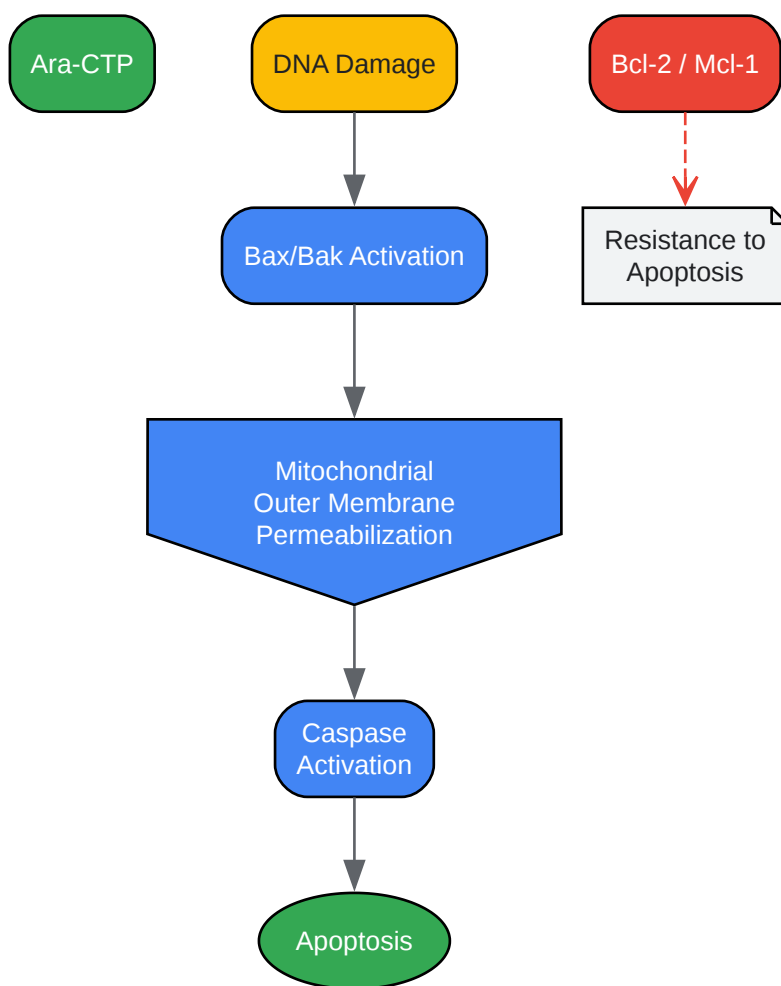 Ara-CTP
DNA Damage
Bcl-2 / Mcl-1
Bax/Bak Activation
Resistance to
Apoptosis
Mitochondrial
Outer Membrane
Permeabilization
Caspase
Activation
Apoptosis